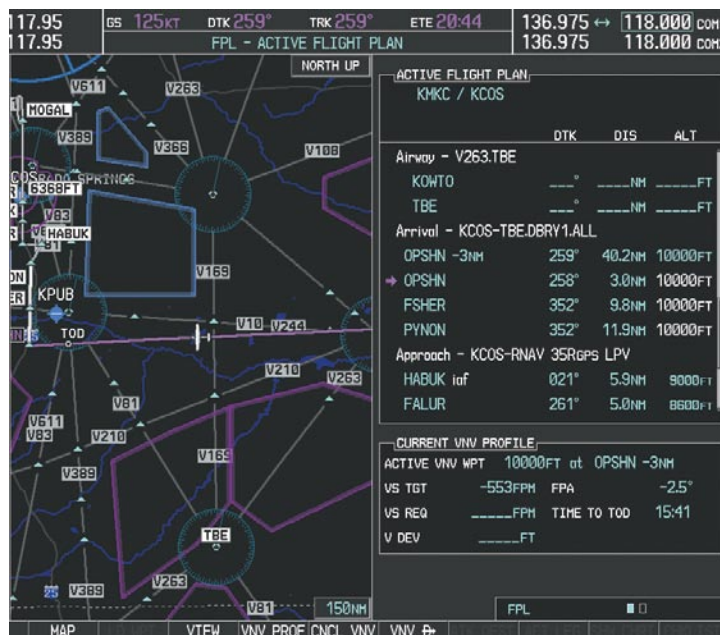 117.95 GS 125KT DTK 259° TRK 259° ETE 20:44 136.975 ↔ 118.000 COM
117.95 FPL – ACTIVE FLIGHT PLAN 136.975 118.000 COM
NORTH UP
V611
V263
MOGAL
V389
V366
V108
6368FT
V83
HABUK
V81
V169
KPUB
TOD
V10
V244
V210
V263
V81
V611
V83
V210
V169
V389
TBE
V263
V389
V81
150NM
ACTIVE FLIGHT PLAN
KMKC / KCOS
DTK DIS ALT
Airway – V263.TBE
KOWTO ___° ____NM _____FT
TBE ___° ____NM _____FT
Arrival – KCOS-TBE.DBRY1.ALL
OPSHN -3NM 259° 40.2NM 10000FT
OPSHN 258° 3.0NM 10000FT
FSHER 352° 9.8NM 10000FT
PYNON 352° 11.9NM 10000FT
Approach – KCOS-RNAV 35RGPS LPV
HABUK iaf 021° 5.9NM 9000FT
FALUR 261° 5.0NM 8600FT
CURRENT VNV PROFILE
ACTIVE VNV WPT 10000FT at OPSHN -3NM
VS TGT -553FPM FPA -2.5°
VS REQ _____FPM TIME TO TOD 15:41
V DEV _____FT
FPL
MAP VIEW VNV PROF CNCL VNV VNV